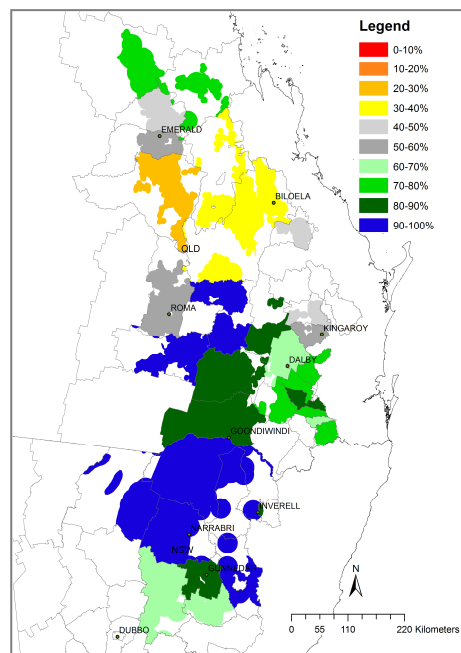 Legend
0-10%
10-20%
20-30%
30-40%
40-50%
50-60%
60-70%
70-80%
80-90%
90-100%
EMERALD
BILOELA
QLD
ROMA
KINGAROY
DALBY
GOONDIWINDI
INVERELL
NARRABRI
NSW
GUNNEDAH
DUBBO
N
0 55 110 220 Kilometers